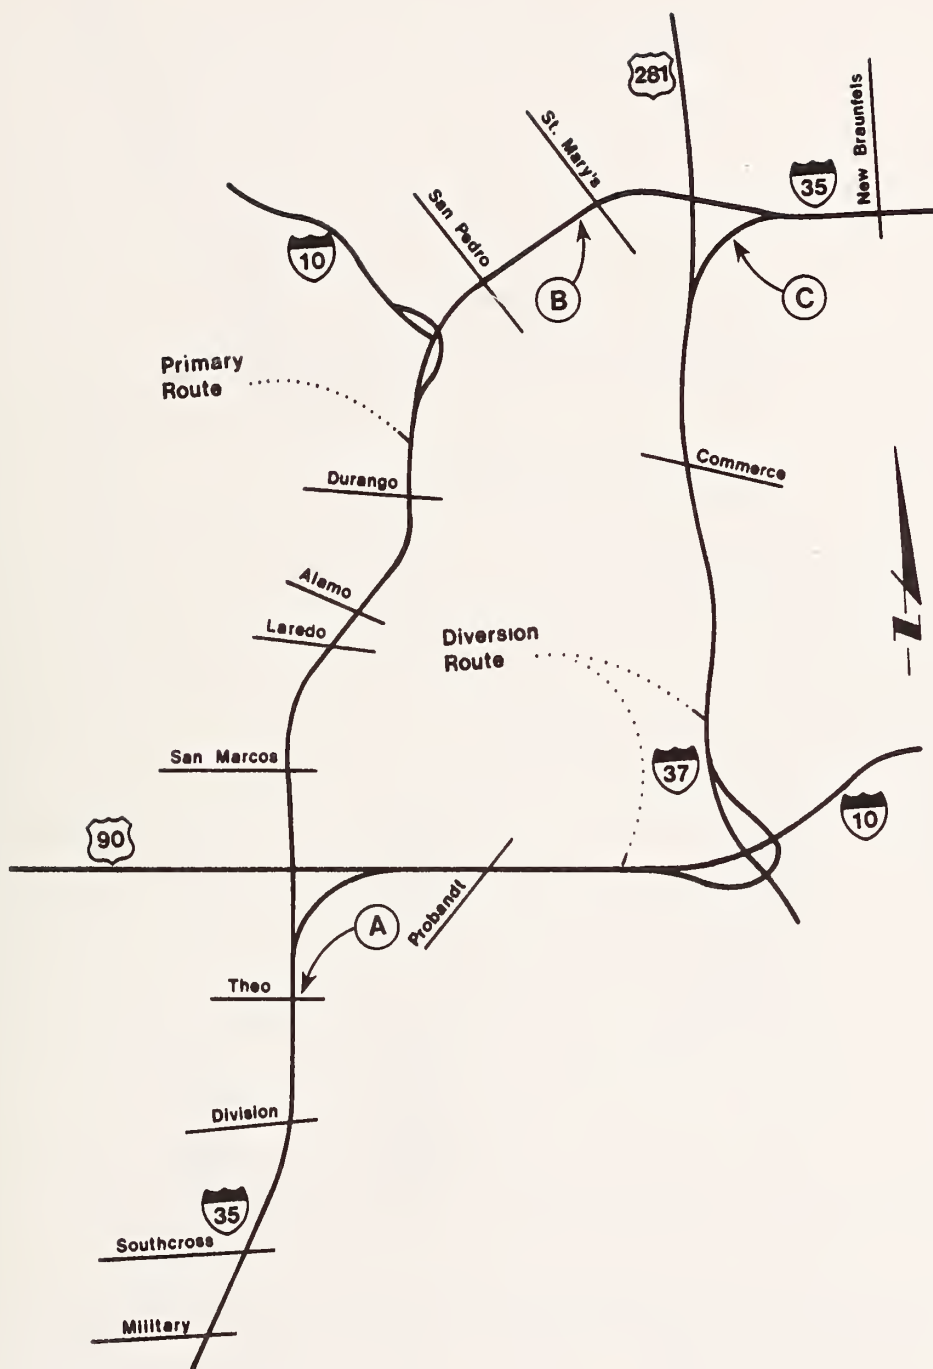 281
New Braunfels
St. Mary's
35
San Pedro
10
B
C
Primary
Route
Commerce
Durango
Alamo
Laredo
Diversion
Route
N
San Marcos
37
10
90
Probandt
A
Theo
Division
35
Southcross
Military